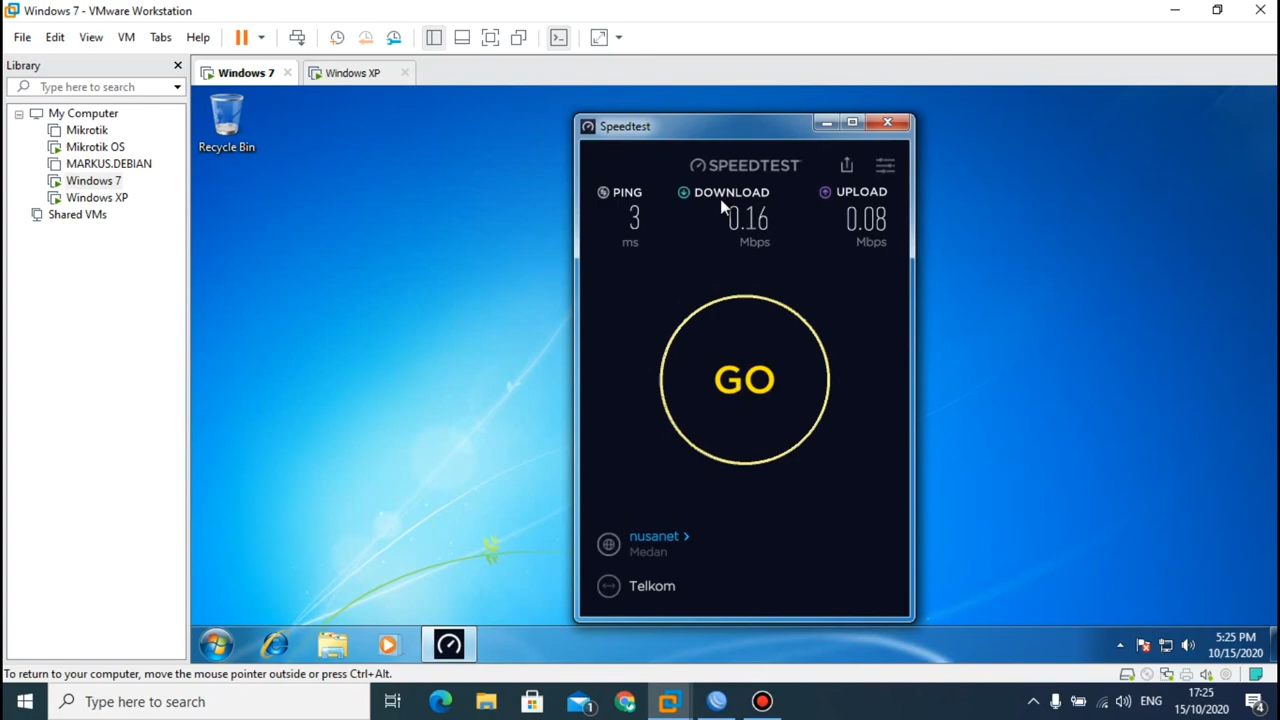 Windows 7 - VMware Workstation
File Edit View VM Tabs Help
Library
Type here to search
My Computer
Mikrotik
Mikrotik OS
MARKUS.DEBIAN
Windows 7
Windows XP
Shared VMs
Windows 7
Windows XP
Recycle Bin
Speedtest
SPEEDTEST
PING DOWNLOAD UPLOAD
3 0.16 0.08
ms Mbps Mbps
GO
nusanet
Medan
Telkom
5:25 PM
10/15/2020
To return to your computer, move the mouse pointer outside or press Ctrl+Alt.
Type here to search
1
ENG
17:25
15/10/2020
4